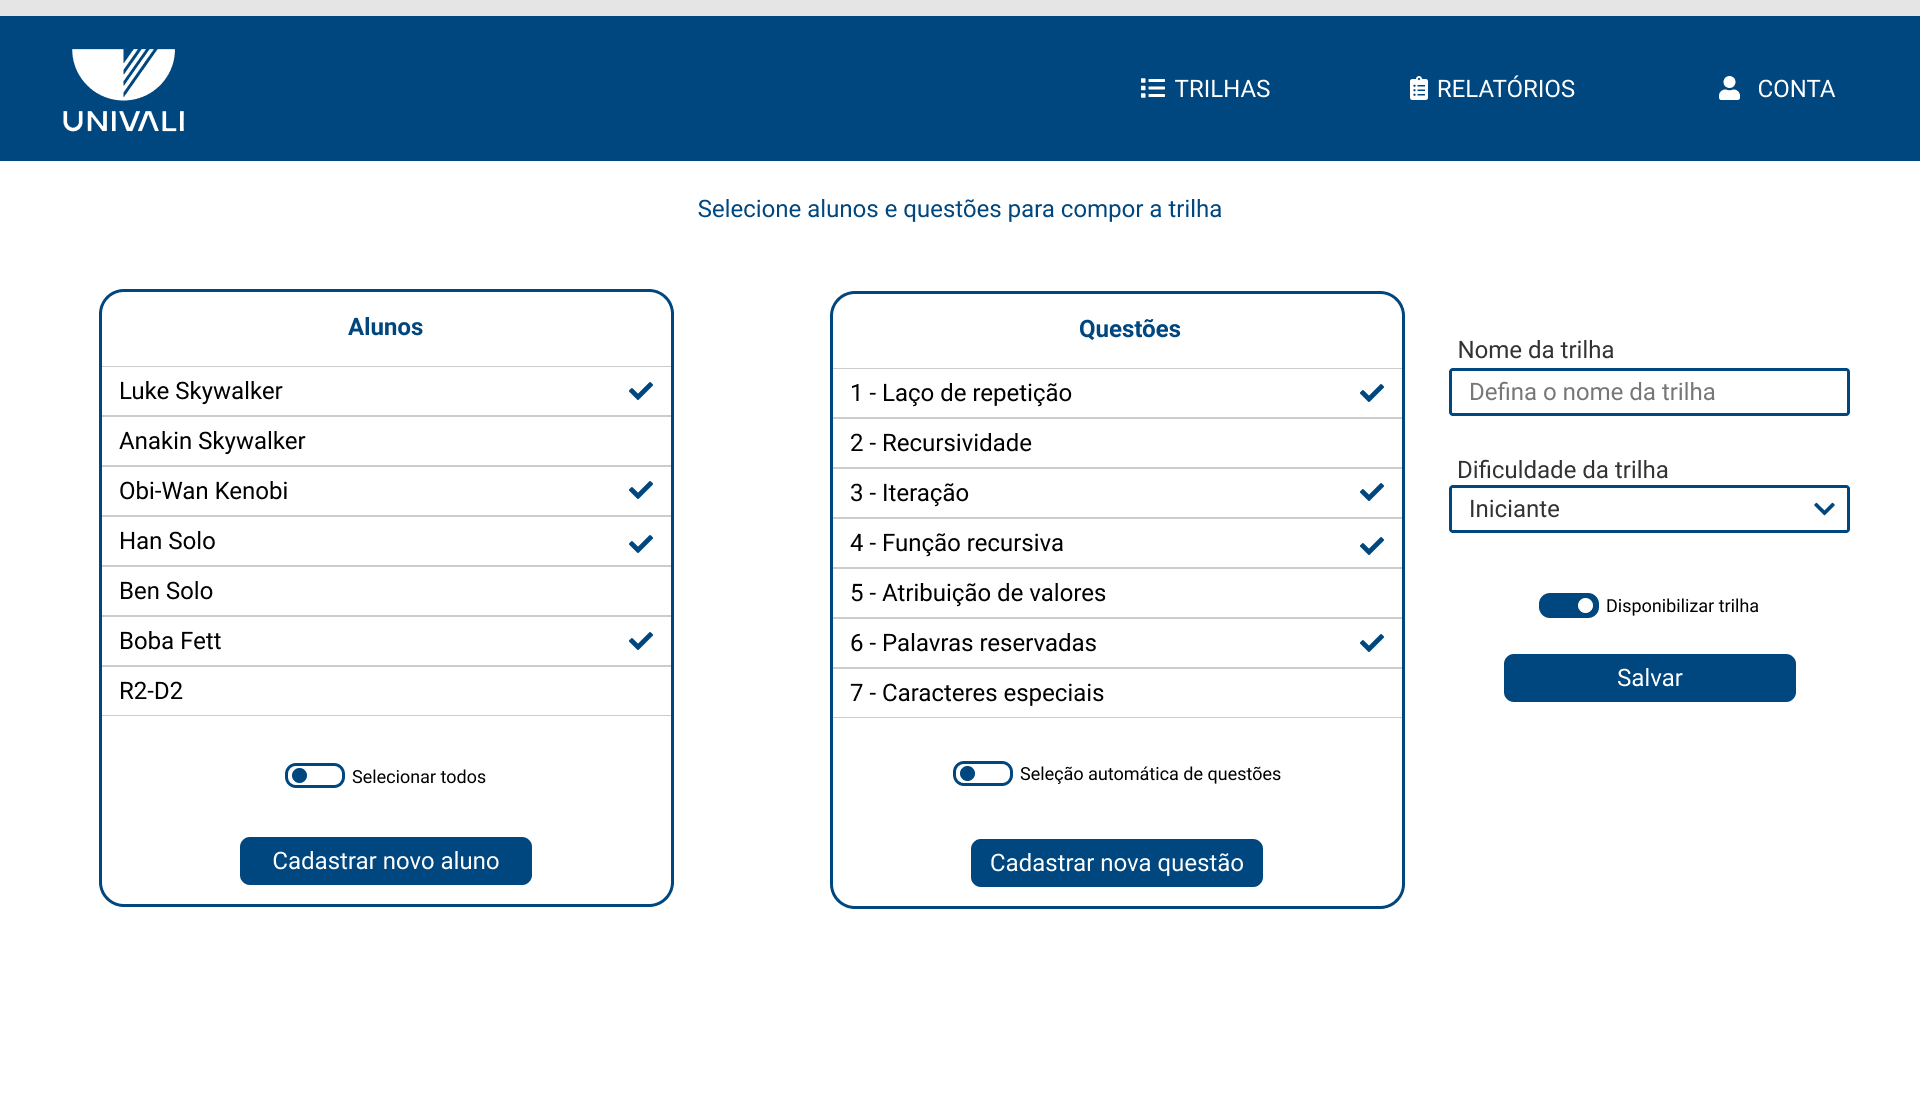 UNIVALI
TRILHAS
RELATÓRIOS
CONTA
Selecione alunos e questões para compor a trilha
Alunos
Luke Skywalker
Anakin Skywalker
Obi-Wan Kenobi
Han Solo
Ben Solo
Boba Fett
R2-D2
Selecionar todos
Cadastrar novo aluno
Questões
1 - Laço de repetição
2 - Recursividade
3 - Iteração
4 - Função recursiva
5 - Atribuição de valores
6 - Palavras reservadas
7 - Caracteres especiais
Seleção automática de questões
Cadastrar nova questão
Nome da trilha
Defina o nome da trilha
Dificuldade da trilha
Iniciante
Disponibilizar trilha
Salvar